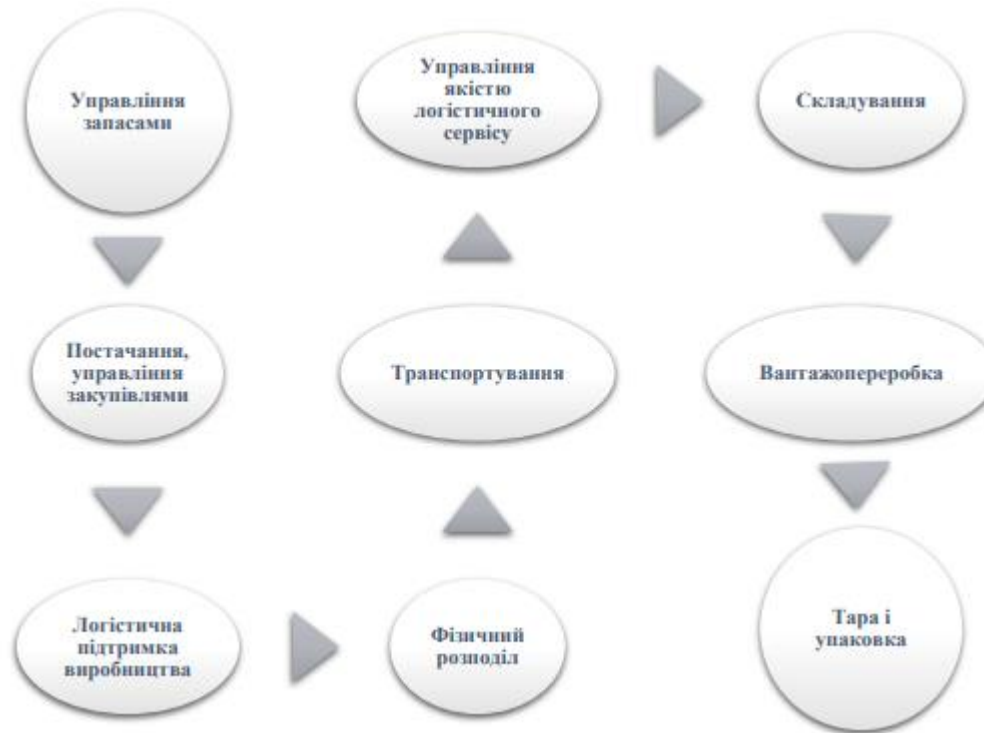 Управління
запасами
Постачання,
управління
закупівлями
Логістична
підтримка
виробництва
Фізичний
розподіл
Транспортування
Управління
якістю
логістичного
сервісу
Складування
Вантажопереробка
Тара і
упаковка